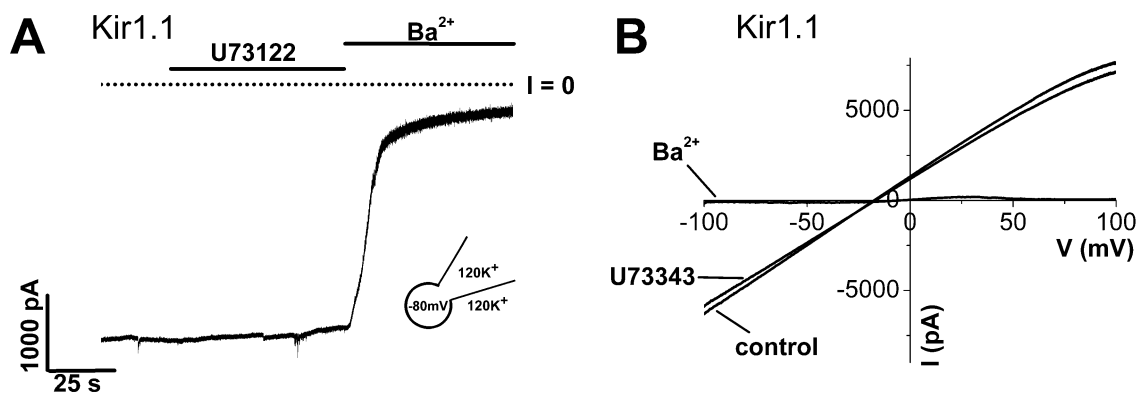 A
Kir1.1
U73122
Ba²⁺
I = 0
120K⁺
-80mV
120K⁺
1000 pA
25 s
B
Kir1.1
5000
Ba²⁺
0
-100
-50
0
50
100
V (mV)
U73343
-5000
control
I (pA)